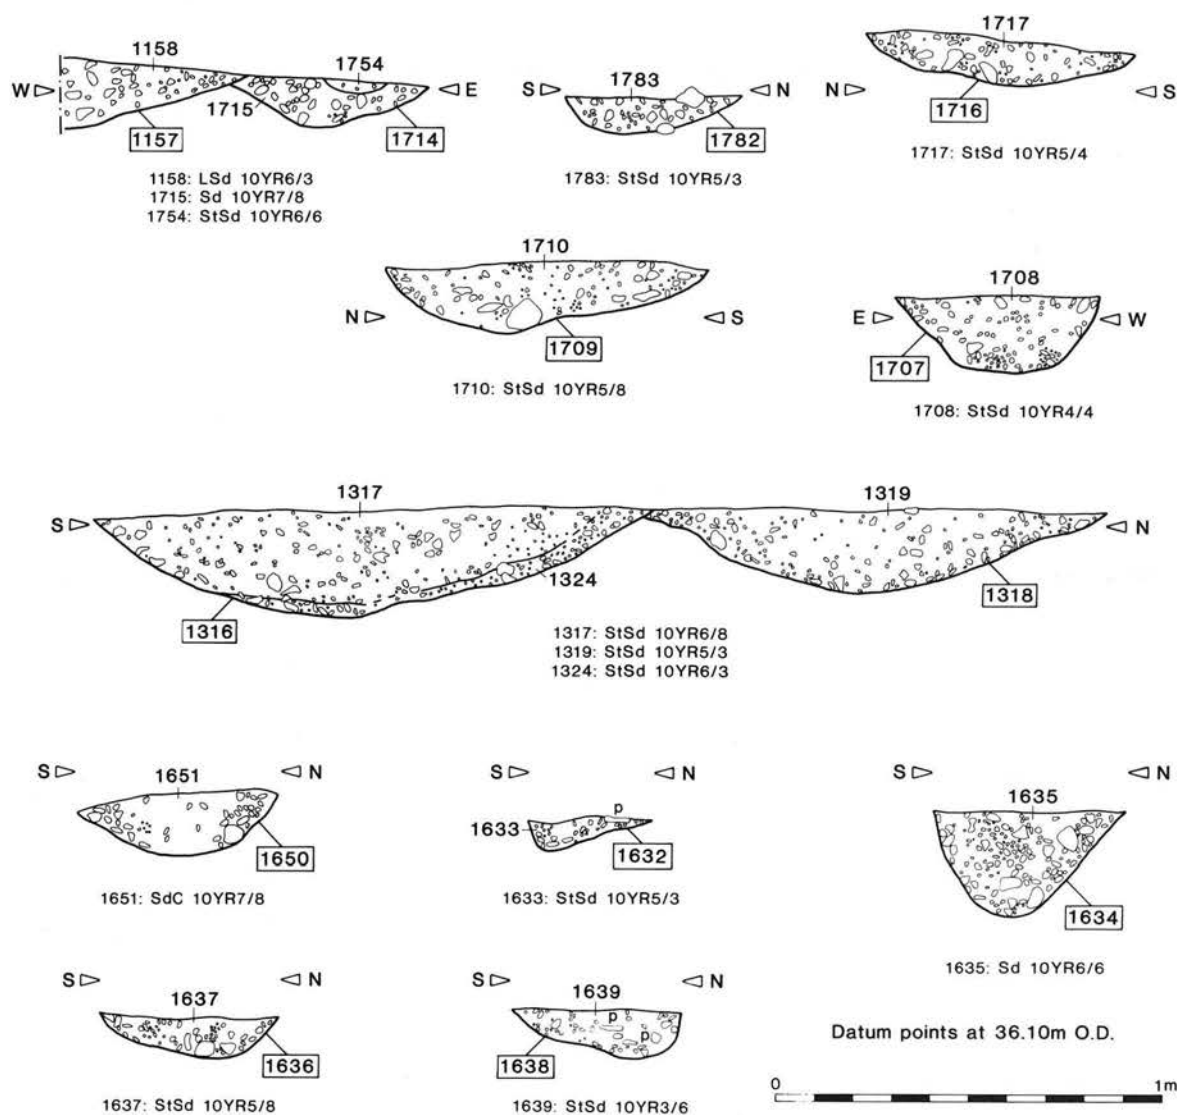 1158
1754
W
E
1715
1157
1714
1158: LSd 10YR6/3
1715: Sd 10YR7/8
1754: StSd 10YR6/6
1783
S
N
1782
1783: StSd 10YR5/3
1717
N
S
1716
1717: StSd 10YR5/4
1710
N
S
1709
1710: StSd 10YR5/8
1708
E
W
1707
1708: StSd 10YR4/4
1317
1319
S
N
1324
1318
1316
1317: StSd 10YR6/8
1319: StSd 10YR5/3
1324: StSd 10YR6/3
S
N
1651
1650
1651: SdC 10YR7/8
S
N
p
1633
1632
1633: StSd 10YR5/3
S
N
1635
1634
1635: Sd 10YR6/6
S
N
1637
1636
1637: StSd 10YR5/8
S
N
1639
p
p
1638
1639: StSd 10YR3/6
Datum points at 36.10m O.D.
0
1m